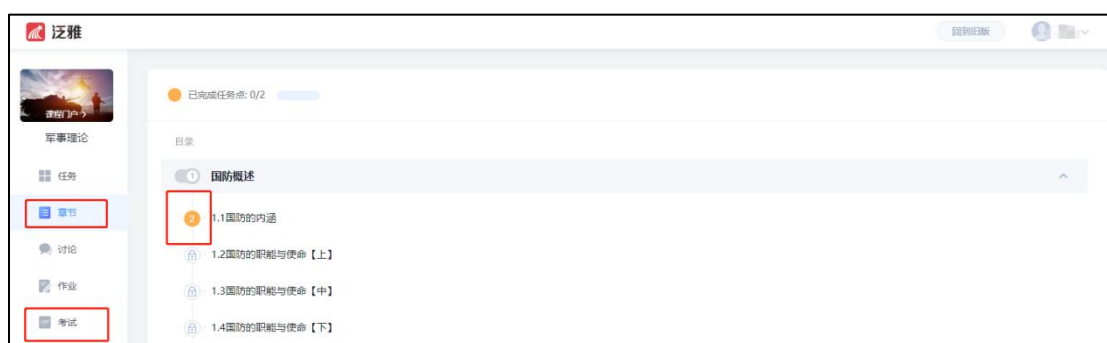 泛雅
回到旧版
课程门户
军事理论
任务
章节
讨论
作业
考试
已完成任务点: 0/2
目录
1 国防概述
2 1.1国防的内涵
1.2国防的职能与使命【上】
1.3国防的职能与使命【中】
1.4国防的职能与使命【下】